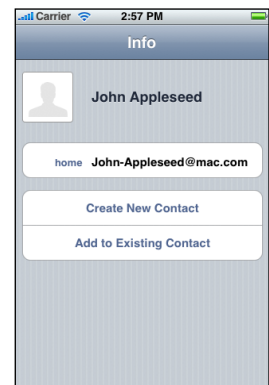 Carrier 2:57 PM
Info
John Appleseed
home John-Appleseed@mac.com
Create New Contact
Add to Existing Contact